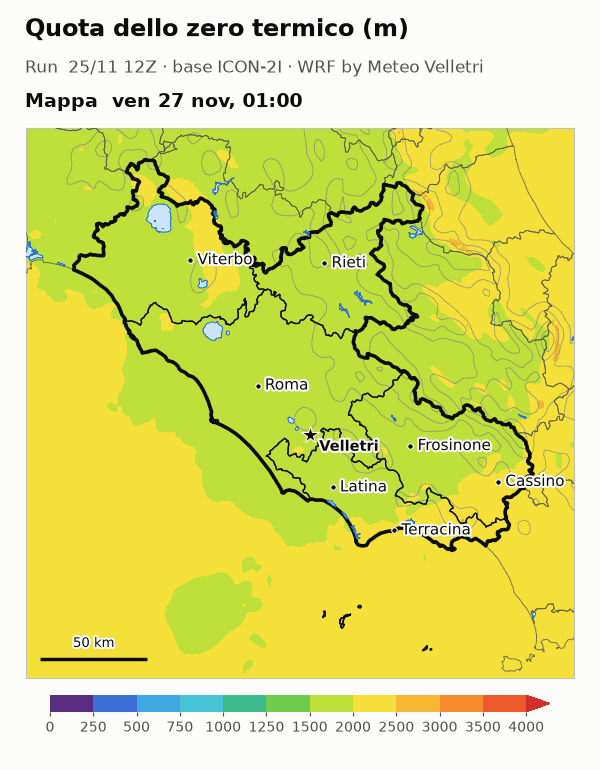 Quota dello zero termico (m)
Run  25/11 12Z · base ICON-2I · WRF by Meteo Velletri
Mappa  ven 27 nov, 01:00
Viterbo
Rieti
Roma
Velletri
Frosinone
Latina
Cassino
Terracina
50 km
0 250 500 750 1000 1250 1500 2000 2500 3000 3500 4000